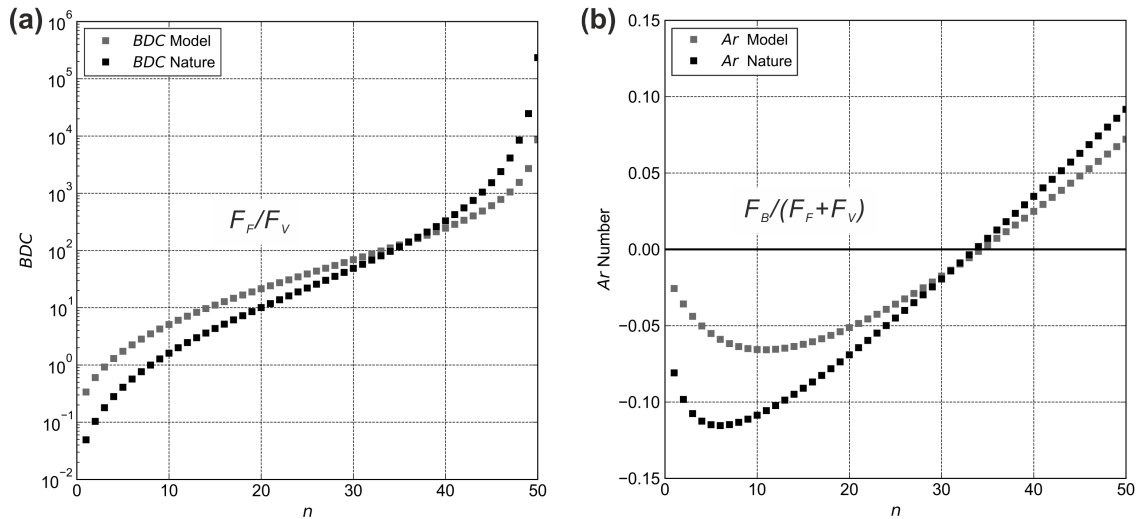 (a)
BDC Model
BDC Nature
F_F/F_V
BDC
10^6
10^5
10^4
10^3
10^2
10^1
10^0
10^−1
10^−2
0 10 20 30 40 50
n
(b)
Ar Model
Ar Nature
F_B/(F_F+F_V)
Ar Number
0.15
0.10
0.05
0.00
−0.05
−0.10
−0.15
0 10 20 30 40 50
n